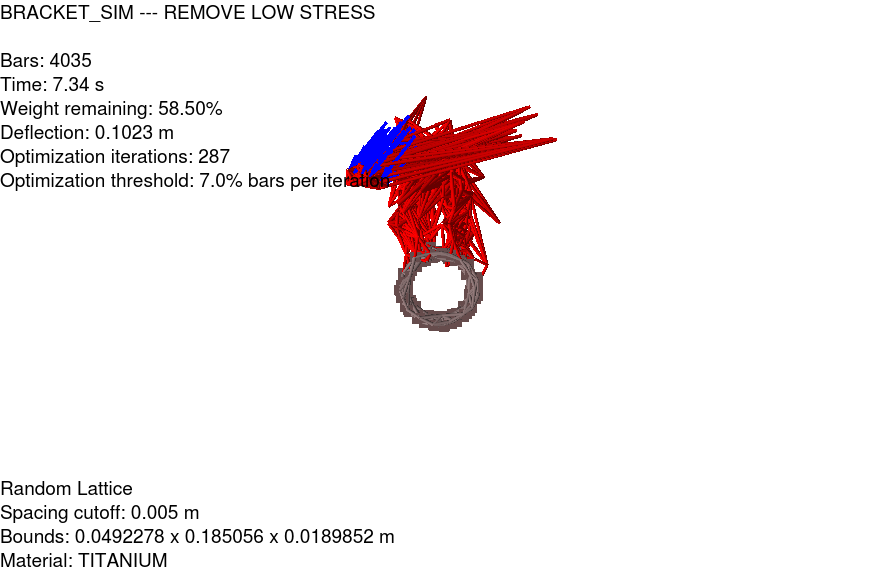 BRACKET_SIM --- REMOVE LOW STRESS
Bars: 4035
Time: 7.34 s
Weight remaining: 58.50%
Deflection: 0.1023 m
Optimization iterations: 287
Optimization threshold: 7.0% bars per iteration
Random Lattice
Spacing cutoff: 0.005 m
Bounds: 0.0492278 x 0.185056 x 0.0189852 m
Material: TITANIUM